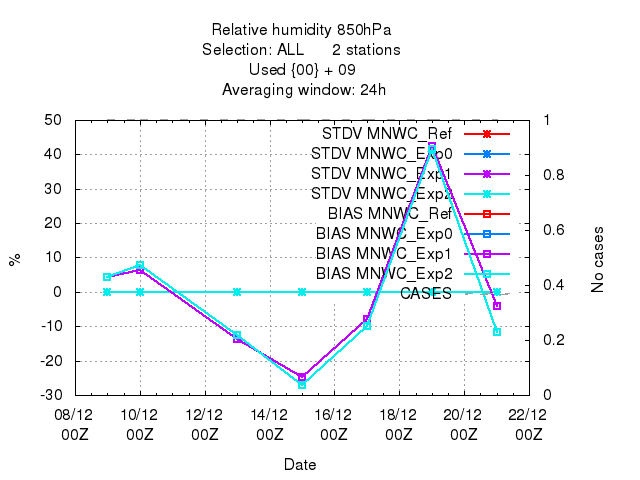 Relative humidity 850hPa
Selection: ALL 2 stations
Used {00} + 09
Averaging window: 24h
50 1
STDV MNWC_Ref
40 STDV MNWC_Exp0
STDV MNWC_Exp1 0.8
30 STDV MNWC_Exp2
BIAS MNWC_Ref
20 BIAS MNWC_Exp0 0.6
10 BIAS MNWC_Exp1
BIAS MNWC_Exp2
0 CASES 0.4
-10
0.2
-20
-30 0
% No cases
08/12 10/12 12/12 14/12 16/12 18/12 20/12 22/12
00Z 00Z 00Z 00Z 00Z 00Z 00Z 00Z
Date